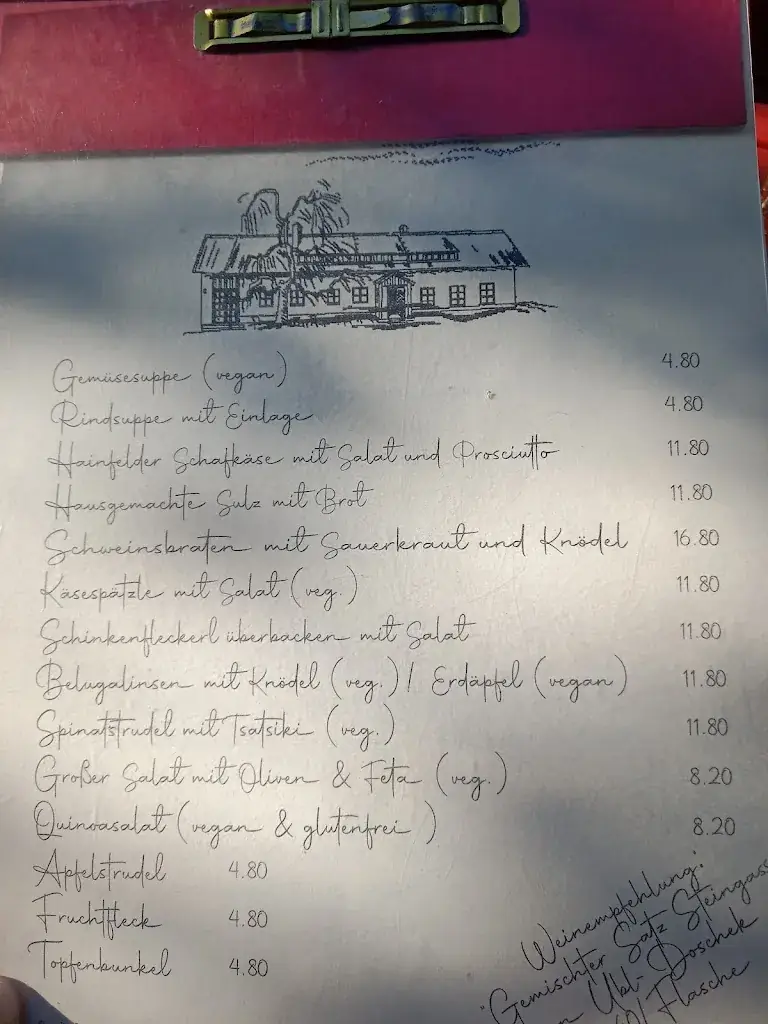 Gemüsesuppe (vegan) 4.80
Rindsuppe mit Einlage 4.80
Hainfelder Schafkäse mit Salat und Prosciutto 11.80
Hausgemachte Sulz mit Brot 11.80
Schweinsbraten mit Sauerkraut und Knödel 16.80
Käsespätzle mit Salat (veg.) 11.80
Schinkenfleckerl überbacken mit Salat 11.80
Belugalinsen mit Knödel (veg.) / Erdäpfel (vegan) 11.80
Spinatstrudel mit Tsatsiki (veg.) 11.80
Großer Salat mit Oliven & Feta (veg.) 8.20
Quinoasalat (vegan & glutenfrei ) 8.20
Apfelstrudel 4.80
Fruchtfleck 4.80
Topfenbunkel 4.80
Weinempfehlung:
"Gemischter Satz Steingass
Übl-Doschek
Flasche